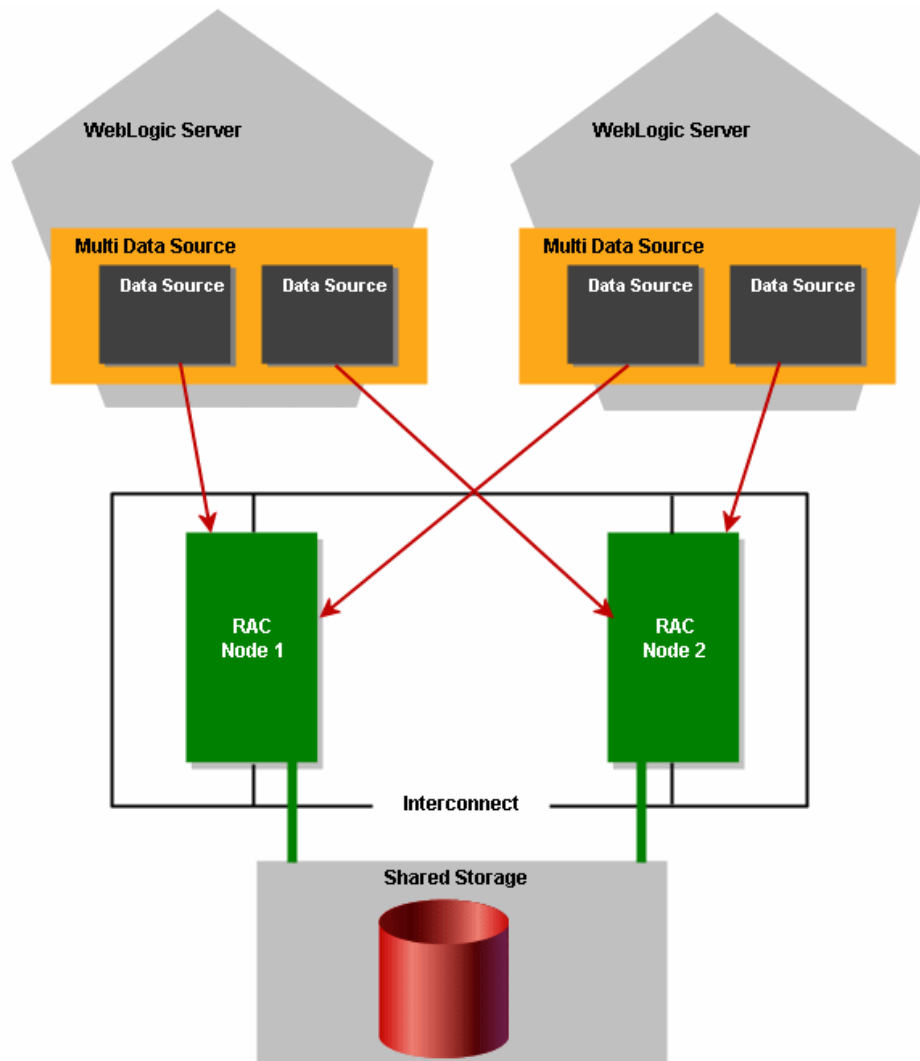 WebLogic Server
WebLogic Server
Multi Data Source
Multi Data Source
Data Source
Data Source
Data Source
Data Source
RAC
Node 1
RAC
Node 2
Interconnect
Shared Storage